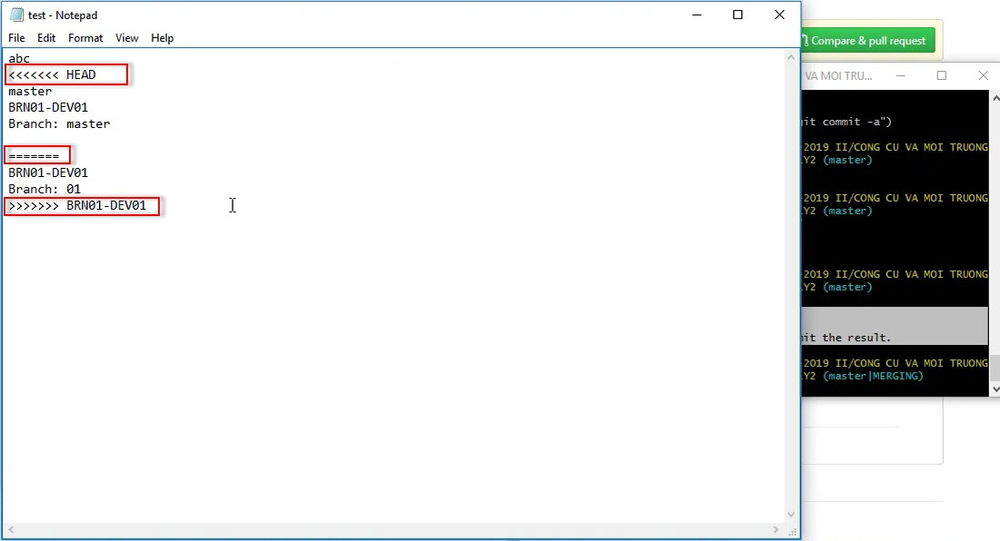 test - Notepad
File Edit Format View Help
abc
<<<<<<< HEAD
master
BRN01-DEV01
Branch: master
=======
BRN01-DEV01
Branch: 01
>>>>>>> BRN01-DEV01
Compare & pull request
VA MOI TRU...
git commit -a")
-2019 II/CONG CU VA MOI TRUONG
Y2 (master)
-2019 II/CONG CU VA MOI TRUONG
Y2 (master)
-2019 II/CONG CU VA MOI TRUONG
Y2 (master)
the result.
-2019 II/CONG CU VA MOI TRUONG
Y2 (master|MERGING)